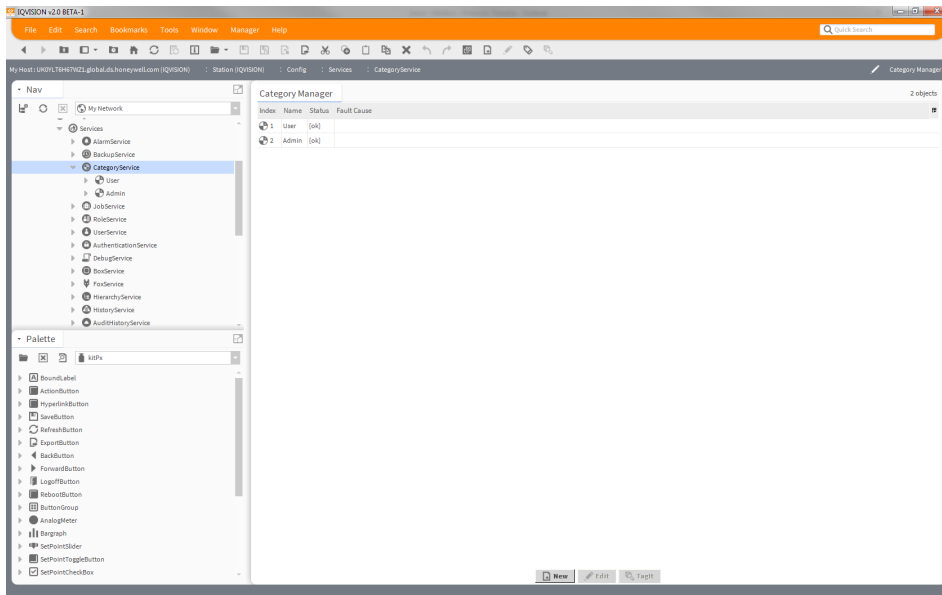 IQVISION v2.0 BETA-1
File Edit Search Bookmarks Tools Window Manager Help
Quick Search
My Host : UK0YLT6H67WZ1.global.ds.honeywell.com (IQVISION) : Station (IQVISION) : Config : Services : CategoryService
Category Manager
Nav
My Network
Services
AlarmService
BackupService
CategoryService
User
Admin
JobService
RoleService
UserService
AuthenticationService
DebugService
BoxService
FoxService
HierarchyService
HistoryService
AuditHistoryService
Palette
kitPx
BoundLabel
ActionButton
HyperlinkButton
SaveButton
RefreshButton
ExportButton
BackButton
ForwardButton
LogoffButton
RebootButton
ButtonGroup
AnalogMeter
Bargraph
SetPointSlider
SetPointToggleButton
SetPointCheckBox
Category Manager
2 objects
Index Name Status Fault Cause
1 User {ok}
2 Admin {ok}
New Edit TagIt